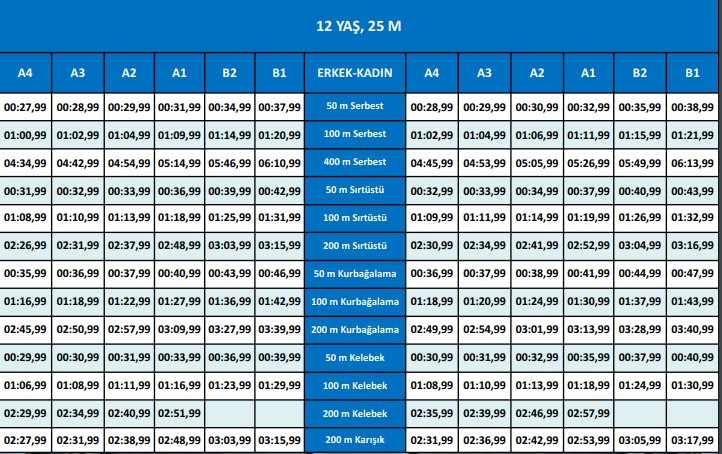 12 YAŞ, 25 M
A4 A3 A2 A1 B2 B1 ERKEK-KADIN A4 A3 A2 A1 B2 B1
00:27,99 00:28,99 00:29,99 00:31,99 00:34,99 00:37,99 50 m Serbest 00:28,99 00:29,99 00:30,99 00:32,99 00:35,99 00:38,99
01:00,99 01:02,99 01:04,99 01:09,99 01:14,99 01:20,99 100 m Serbest 01:02,99 01:04,99 01:06,99 01:11,99 01:15,99 01:21,99
04:34,99 04:42,99 04:54,99 05:14,99 05:46,99 06:10,99 400 m Serbest 04:45,99 04:53,99 05:05,99 05:26,99 05:49,99 06:13,99
00:31,99 00:32,99 00:33,99 00:36,99 00:39,99 00:42,99 50 m Sırtüstü 00:32,99 00:33,99 00:34,99 00:37,99 00:40,99 00:43,99
01:08,99 01:10,99 01:13,99 01:18,99 01:25,99 01:31,99 100 m Sırtüstü 01:09,99 01:11,99 01:14,99 01:19,99 01:26,99 01:32,99
02:26,99 02:31,99 02:37,99 02:48,99 03:03,99 03:15,99 200 m Sırtüstü 02:30,99 02:34,99 02:41,99 02:52,99 03:04,99 03:16,99
00:35,99 00:36,99 00:37,99 00:40,99 00:43,99 00:46,99 50 m Kurbağalama 00:36,99 00:37,99 00:38,99 00:41,99 00:44,99 00:47,99
01:16,99 01:18,99 01:22,99 01:27,99 01:36,99 01:42,99 100 m Kurbağalama 01:18,99 01:20,99 01:24,99 01:30,99 01:37,99 01:43,99
02:45,99 02:50,99 02:57,99 03:09,99 03:27,99 03:39,99 200 m Kurbağalama 02:49,99 02:54,99 03:01,99 03:13,99 03:28,99 03:40,99
00:29,99 00:30,99 00:31,99 00:33,99 00:36,99 00:39,99 50 m Kelebek 00:30,99 00:31,99 00:32,99 00:35,99 00:37,99 00:40,99
01:06,99 01:08,99 01:11,99 01:16,99 01:23,99 01:29,99 100 m Kelebek 01:08,99 01:10,99 01:13,99 01:18,99 01:24,99 01:30,99
02:29,99 02:34,99 02:40,99 02:51,99 200 m Kelebek 02:35,99 02:39,99 02:46,99 02:57,99
02:27,99 02:31,99 02:38,99 02:48,99 03:03,99 03:15,99 200 m Karışık 02:31,99 02:36,99 02:42,99 02:53,99 03:05,99 03:17,99